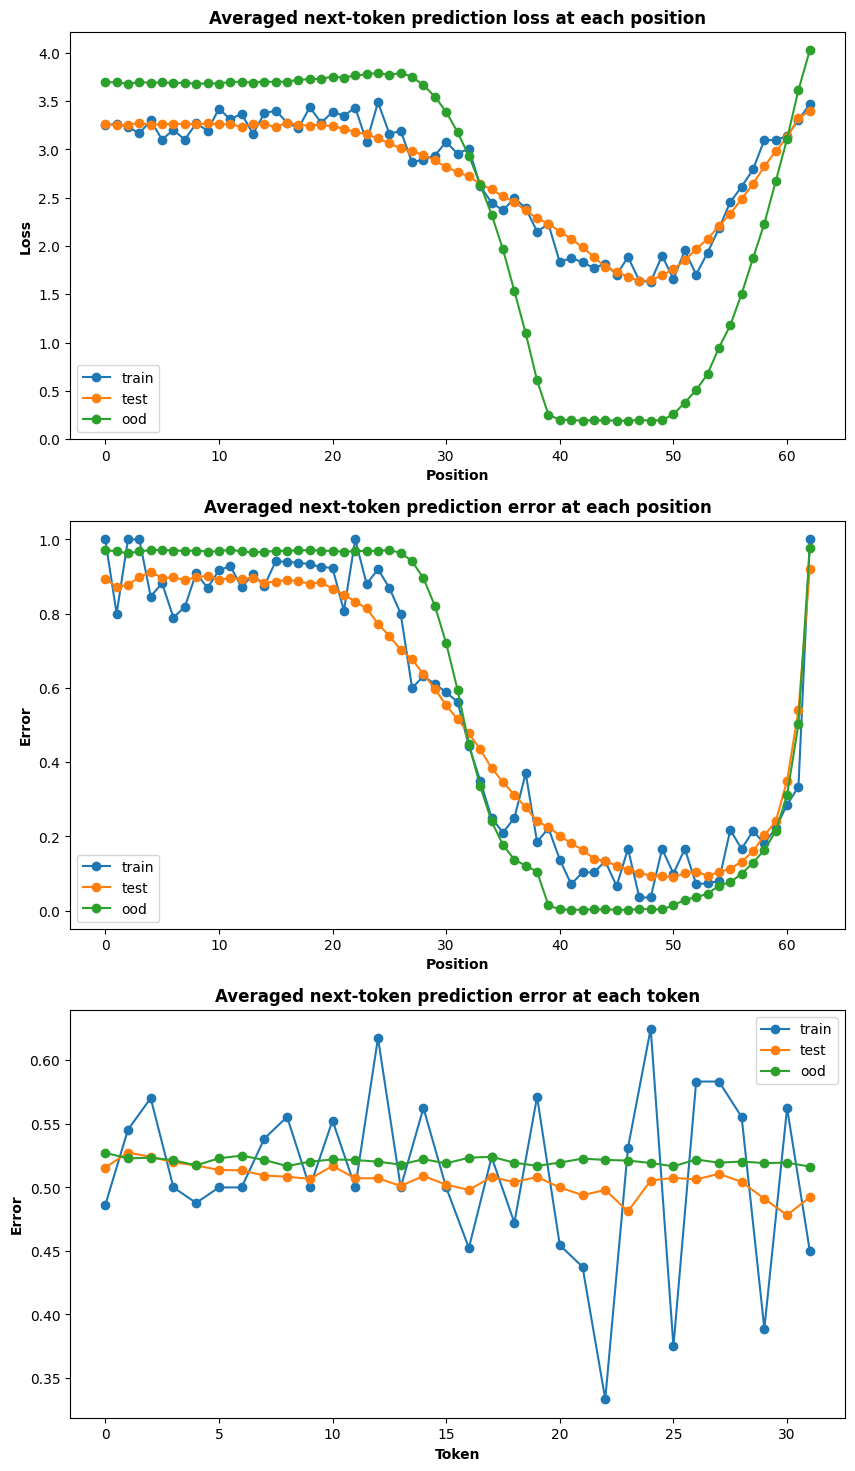 Averaged next-token prediction loss at each position
4.0
3.5
3.0
2.5
2.0
1.5
1.0
0.5
0.0
Loss
train
test
ood
0 10 20 30 40 50 60
Position
Averaged next-token prediction error at each position
1.0
0.8
0.6
0.4
0.2
0.0
Error
train
test
ood
0 10 20 30 40 50 60
Position
Averaged next-token prediction error at each token
train
test
ood
0.60
0.55
0.50
0.45
0.40
0.35
Error
0 5 10 15 20 25 30
Token